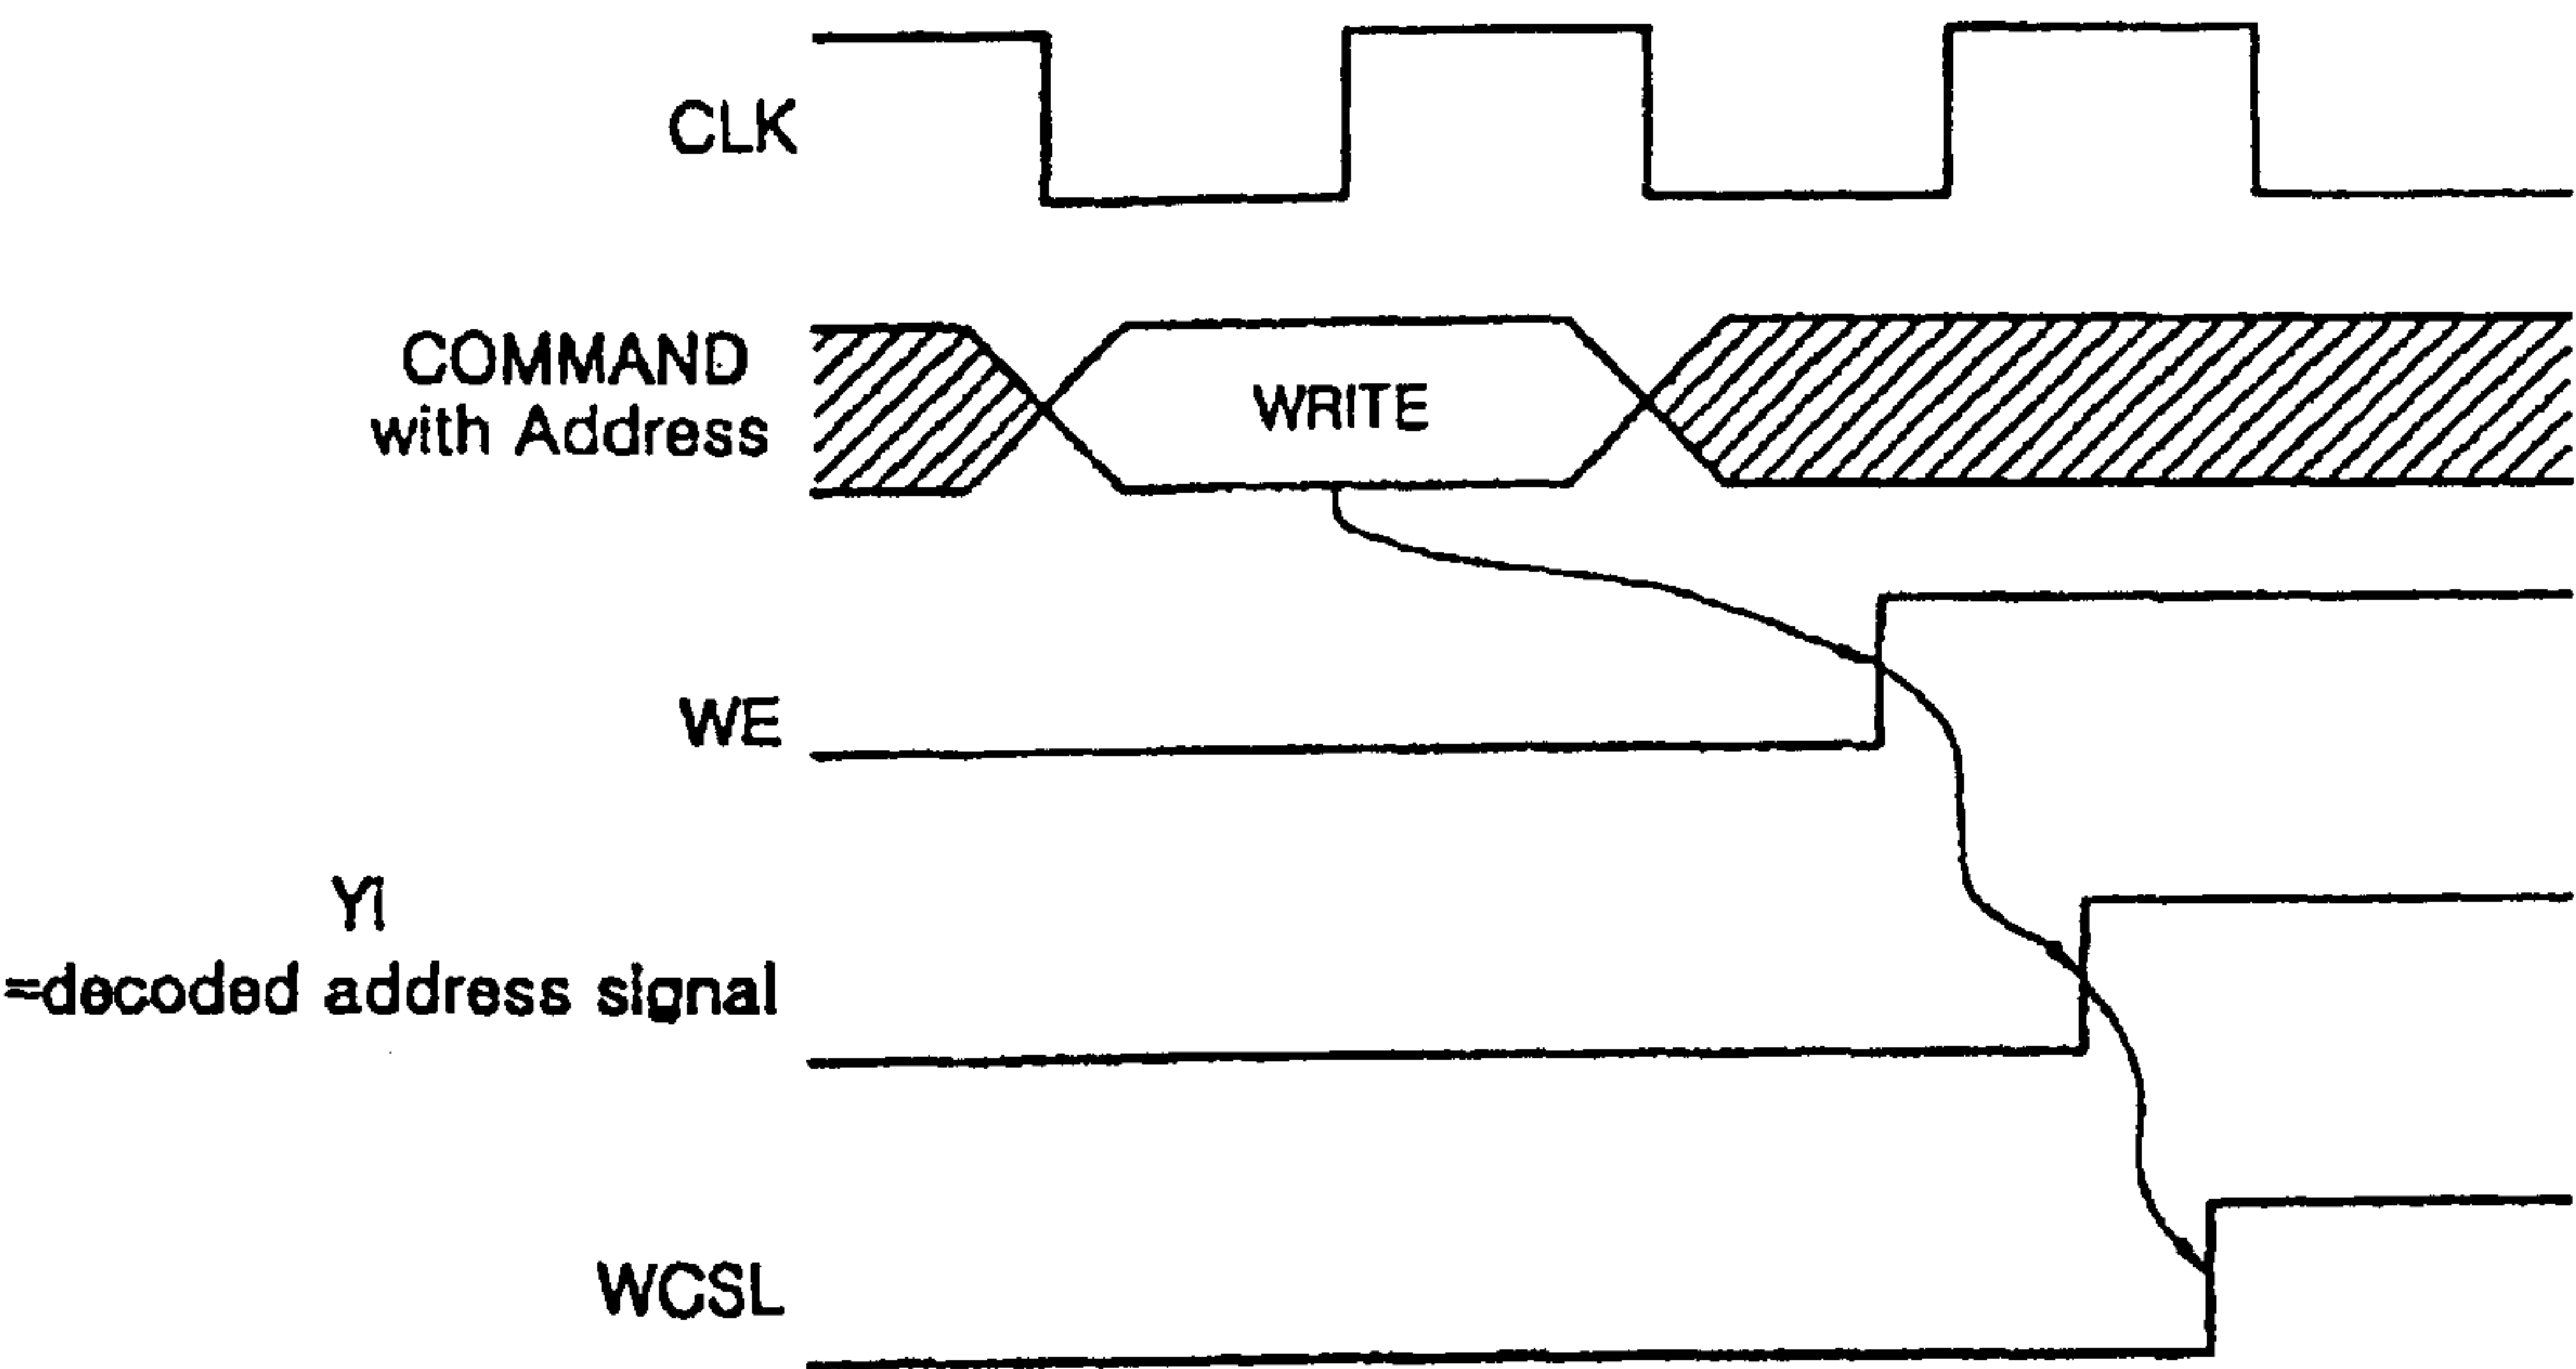 CLK
COMMAND
with Address
WRITE
WE
YI
=decoded address signal
WCSL